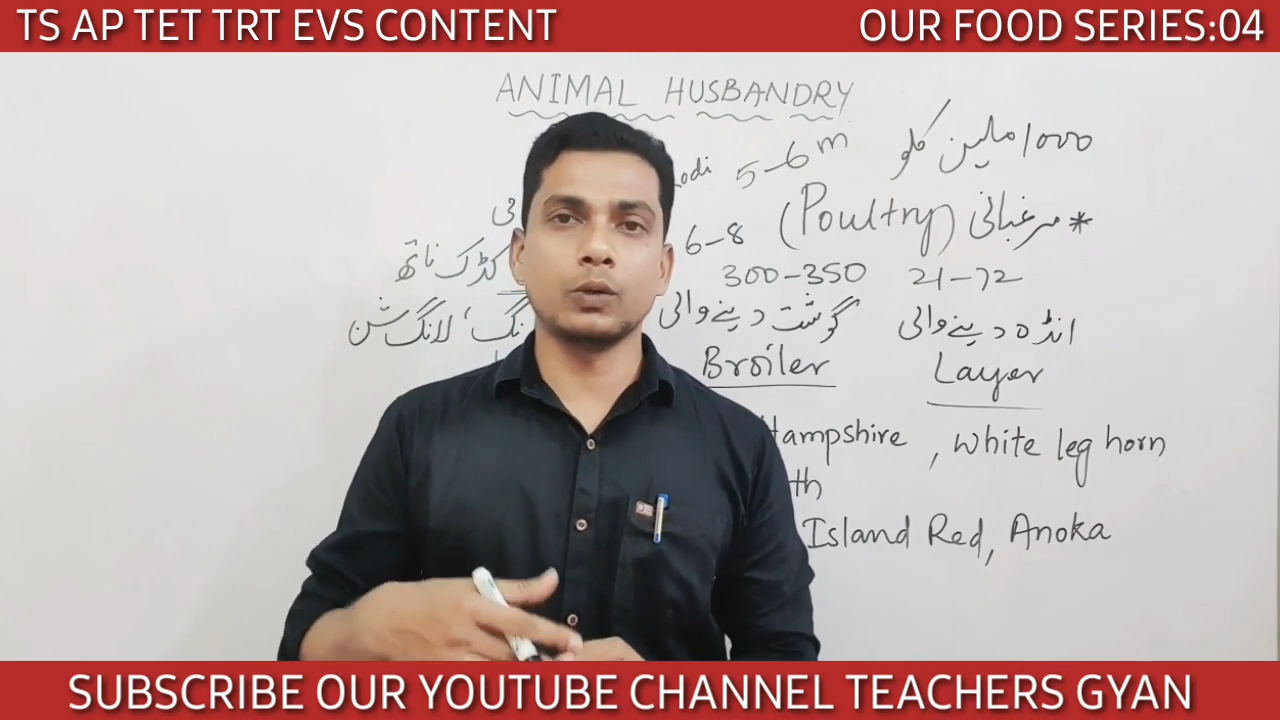 TS AP TET TRT EVS CONTENT
OUR FOOD SERIES:04
ANIMAL HUSBANDRY
1000 ملین کلو
5-6m
* مرغبانی (Poultry)
6-8
21-72
300-350
کڑک ناتھ
انڈہ دینے والی
گوشت دینے والی
لانگ شن
Layer
Broiler
Hampshire, White leg horn
th
Island Red, Anoka
SUBSCRIBE OUR YOUTUBE CHANNEL TEACHERS GYAN